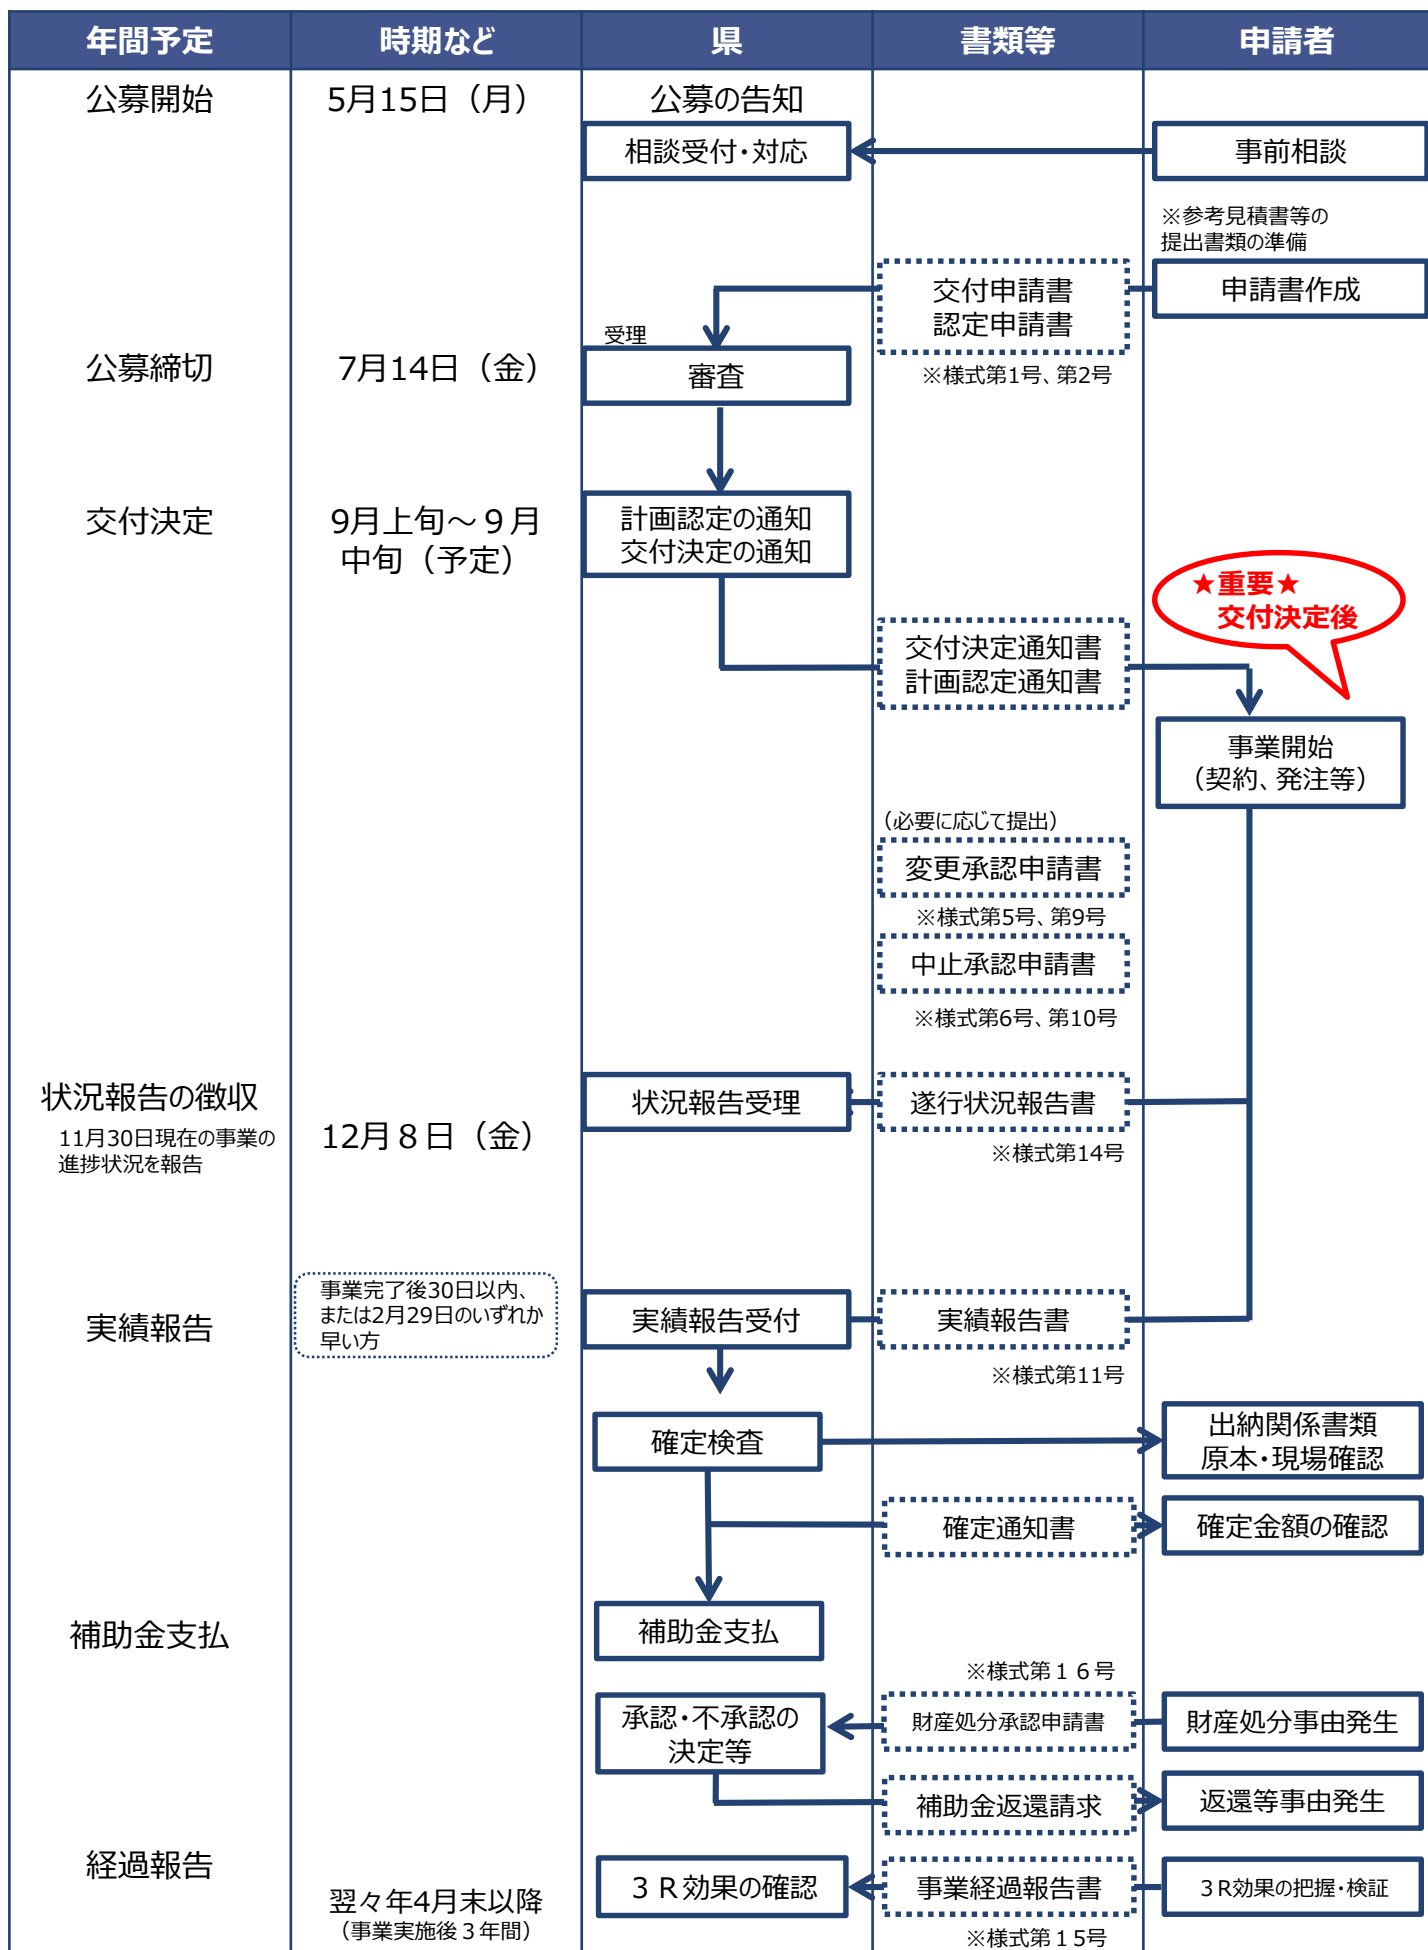 年間予定
時期など
県
書類等
申請者
公募開始
5月15日（月）
公募の告知
相談受付・対応
事前相談
※参考見積書等の
提出書類の準備
交付申請書
認定申請書
申請書作成
受理
公募締切
7月14日（金）
審査
※様式第1号、第2号
交付決定
9月上旬～９月
中旬（予定）
計画認定の通知
交付決定の通知
★重要★
交付決定後
交付決定通知書
計画認定通知書
事業開始
（契約、発注等）
（必要に応じて提出）
変更承認申請書
※様式第5号、第9号
中止承認申請書
※様式第6号、第10号
状況報告の徴収
11月30日現在の事業の
進捗状況を報告
12月８日（金）
状況報告受理
遂行状況報告書
※様式第14号
実績報告
事業完了後30日以内、
または2月29日のいずれか
早い方
実績報告受付
実績報告書
※様式第11号
確定検査
出納関係書類
原本・現場確認
確定通知書
確定金額の確認
補助金支払
補助金支払
※様式第１６号
承認・不承認の
決定等
財産処分承認申請書
財産処分事由発生
補助金返還請求
返還等事由発生
経過報告
翌々年4月末以降
（事業実施後３年間）
３Ｒ効果の確認
事業経過報告書
３Ｒ効果の把握・検証
※様式第１５号